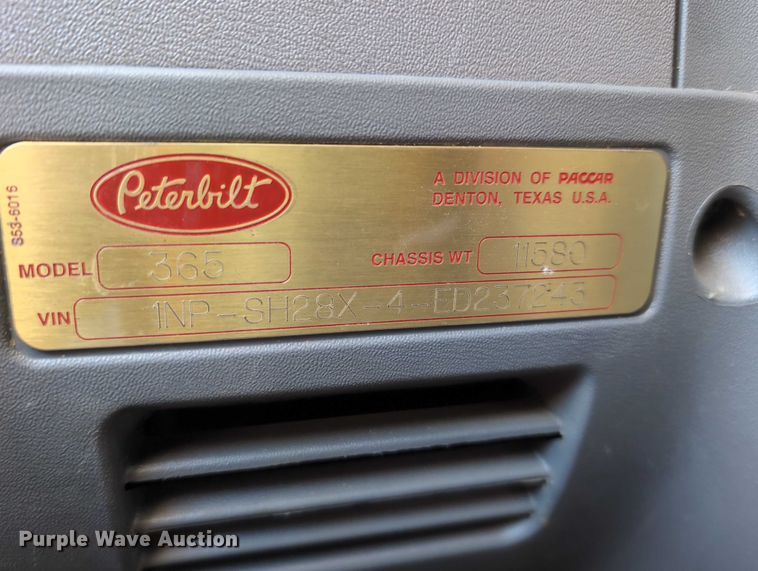 S53-6016
Peterbilt
A DIVISION OF PACCAR
DENTON, TEXAS U.S.A.
MODEL 365
CHASSIS WT 11580
VIN 1NP-SH28X-4-ED237243
Purple Wave Auction®